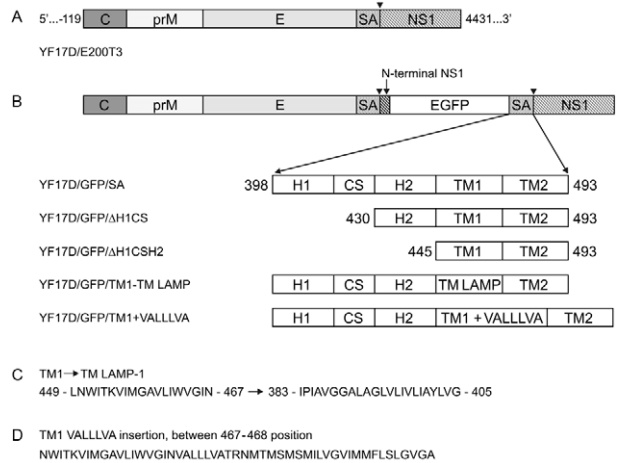 A 5'...-119 C prM E SA NS1 4431...3'
YF17D/E200T3
N-terminal NS1
B C prM E SA EGFP SA NS1
YF17D/GFP/SA 398 H1 CS H2 TM1 TM2 493
YF17D/GFP/ΔH1CS 430 H2 TM1 TM2 493
YF17D/GFP/ΔH1CSH2 445 TM1 TM2 493
YF17D/GFP/TM1-TM LAMP H1 CS H2 TM LAMP TM2
YF17D/GFP/TM1+VALLLVA H1 CS H2 TM1 + VALLLVA TM2
C TM1→TM LAMP-1
449 - LNWITKVIMGAVLIWVGIN - 467 → 383 - IPIAVGGALAGLVLIVLIAYLVG - 405
D TM1 VALLLVA insertion, between 467-468 position
NWITKVIMGAVLIWVGINVALLLVATRNMTMSMSMILVGVIMMFLSLGVGA